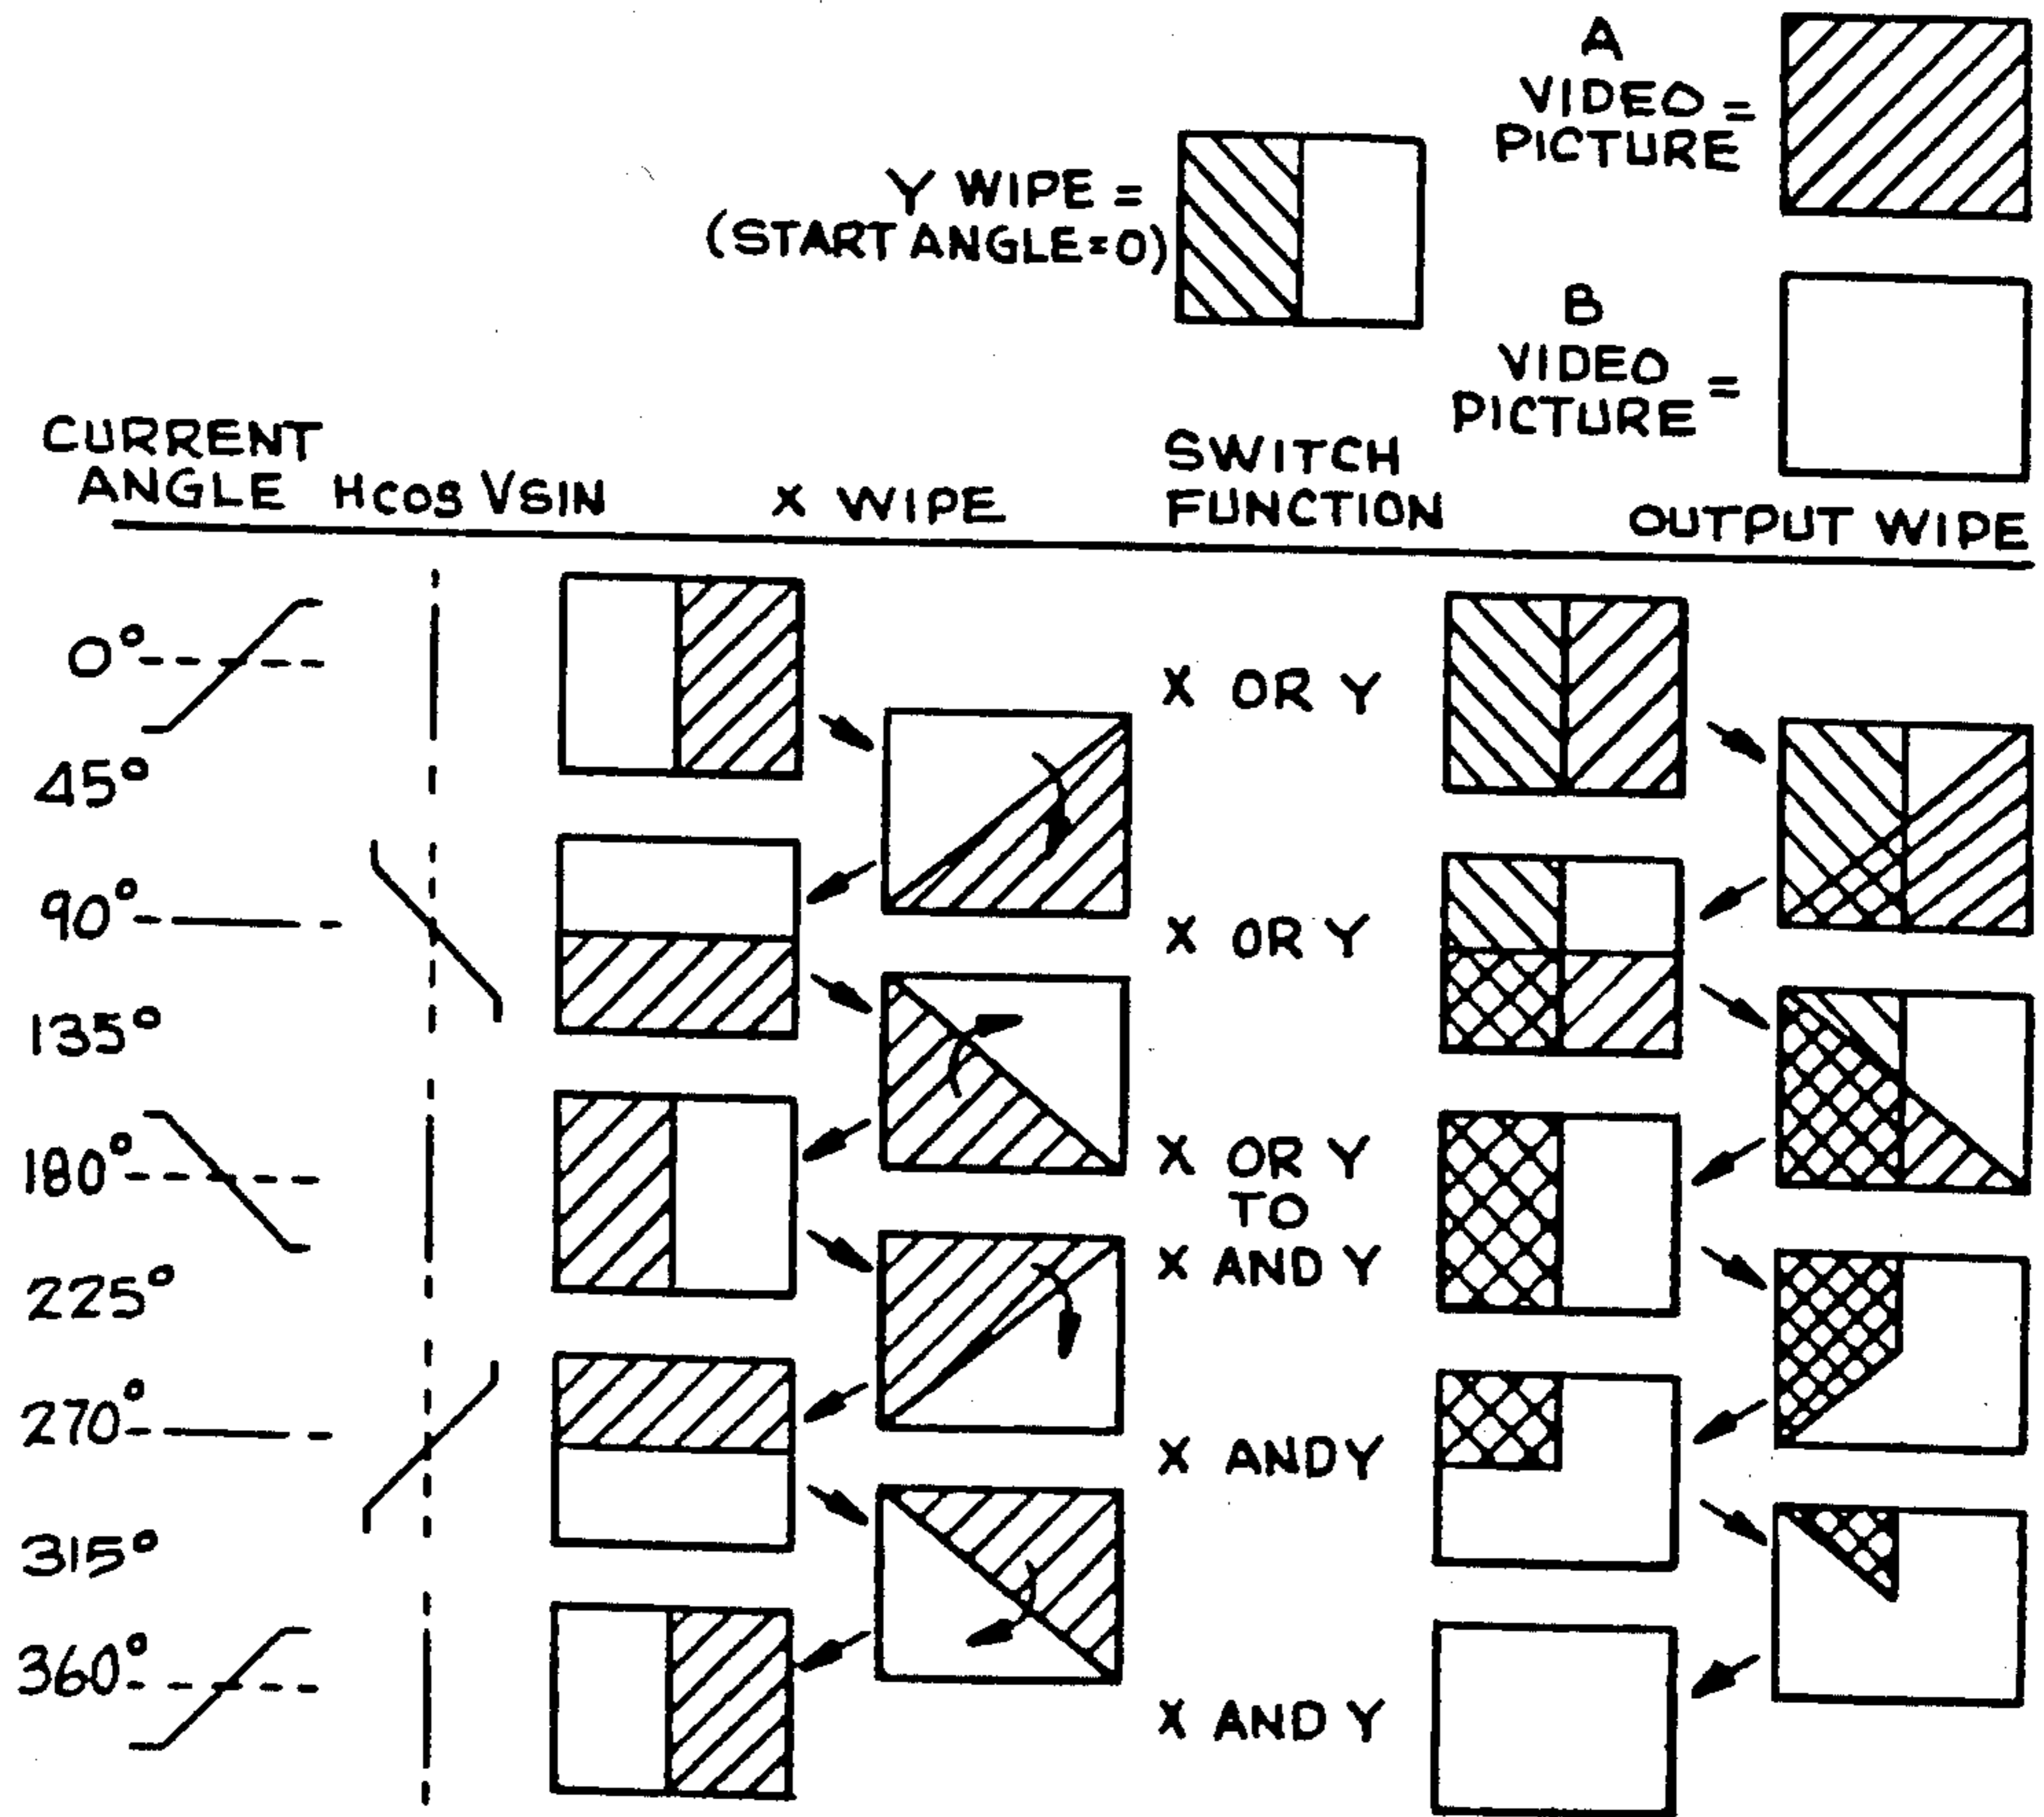 A
VIDEO =
PICTURE
Y WIPE =
(START ANGLE=0)
B
VIDEO =
PICTURE
CURRENT
ANGLE HCOS VSIN X WIPE SWITCH
FUNCTION OUTPUT WIPE
0°
X OR Y
45°
90°
X OR Y
135°
180°
X OR Y
TO
X AND Y
225°
270°
X AND Y
315°
360°
X AND Y